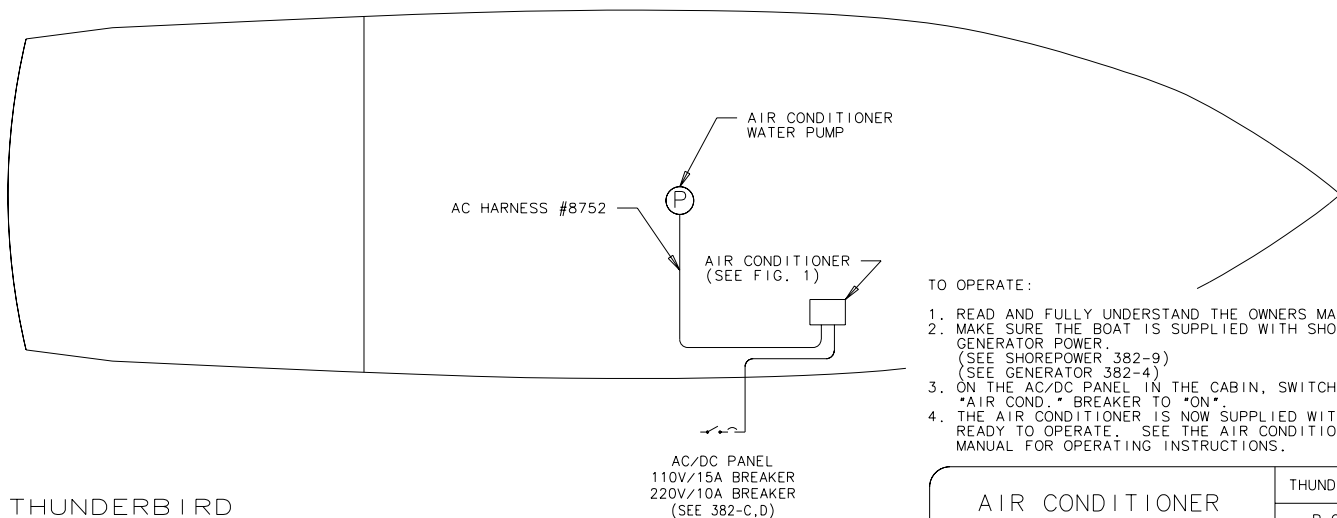 AIR CONDITIONER
WATER PUMP
P
AC HARNESS #8752
AIR CONDITIONER
(SEE FIG. 1)
TO OPERATE:
1. READ AND FULLY UNDERSTAND THE OWNERS
2. MAKE SURE THE BOAT IS SUPPLIED WITH
GENERATOR POWER.
(SEE SHOREPOWER 382-9)
(SEE GENERATOR 382-4)
3. ON THE AC/DC PANEL IN THE CABIN, SWITCH
"AIR COND." BREAKER TO "ON".
4. THE AIR CONDITIONER IS NOW SUPPLIED
READY TO OPERATE. SEE THE AIR
MANUAL FOR OPERATING INSTRUCTIONS.
AC/DC PANEL
110V/15A BREAKER
220V/10A BREAKER
(SEE 382-C,D)
THUNDERBIRD
AIR CONDITIONER